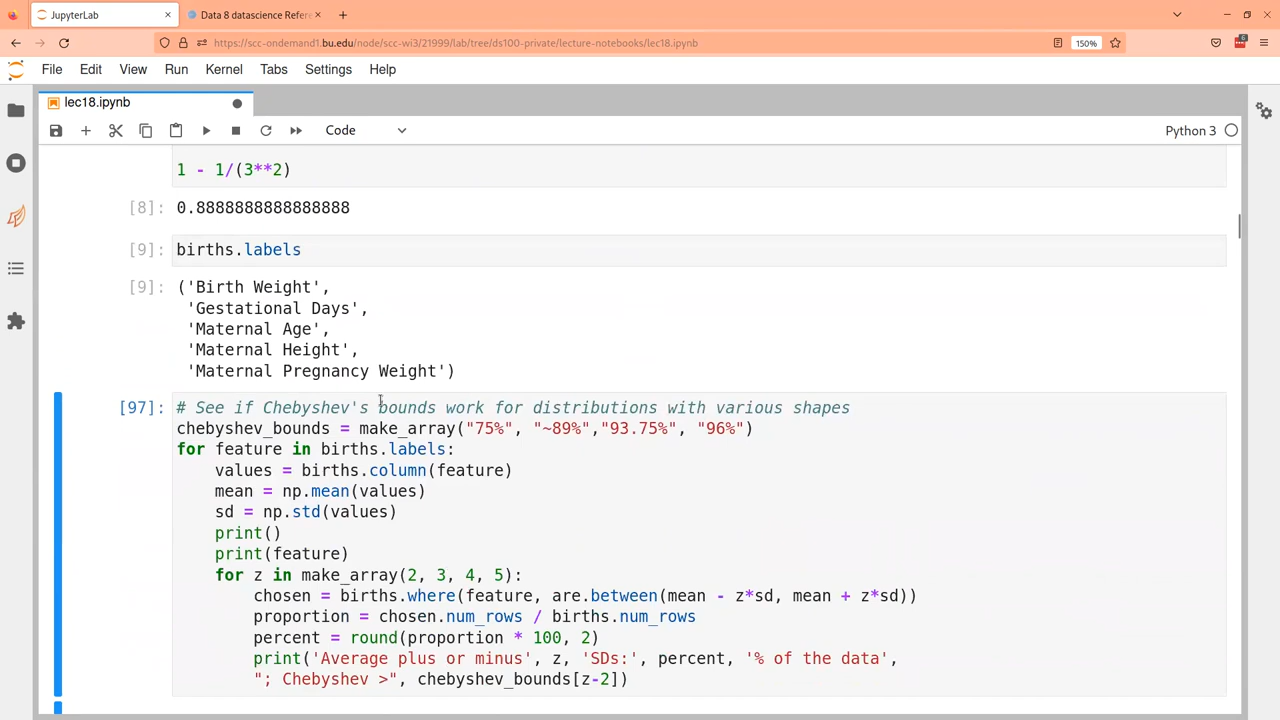 JupyterLab
Data 8 datascience Refere
https://scc-ondemand1.bu.edu/node/scc-wi3/21999/lab/tree/ds100-private/lecture-notebooks/lec18.ipynb
150%
6
File Edit View Run Kernel Tabs Settings Help
lec18.ipynb
Code
Python 3
1 - 1/(3**2)
[8]: 0.8888888888888888
[9]: births.labels
[9]: ('Birth Weight',
'Gestational Days',
'Maternal Age',
'Maternal Height',
'Maternal Pregnancy Weight')
[97]: # See if Chebyshev's bounds work for distributions with various shapes
chebyshev_bounds = make_array("75%", "~89%","93.75%", "96%")
for feature in births.labels:
values = births.column(feature)
mean = np.mean(values)
sd = np.std(values)
print()
print(feature)
for z in make_array(2, 3, 4, 5):
chosen = births.where(feature, are.between(mean - z*sd, mean + z*sd))
proportion = chosen.num_rows / births.num_rows
percent = round(proportion * 100, 2)
print('Average plus or minus', z, 'SDs:', percent, '% of the data',
"; Chebyshev >", chebyshev_bounds[z-2])